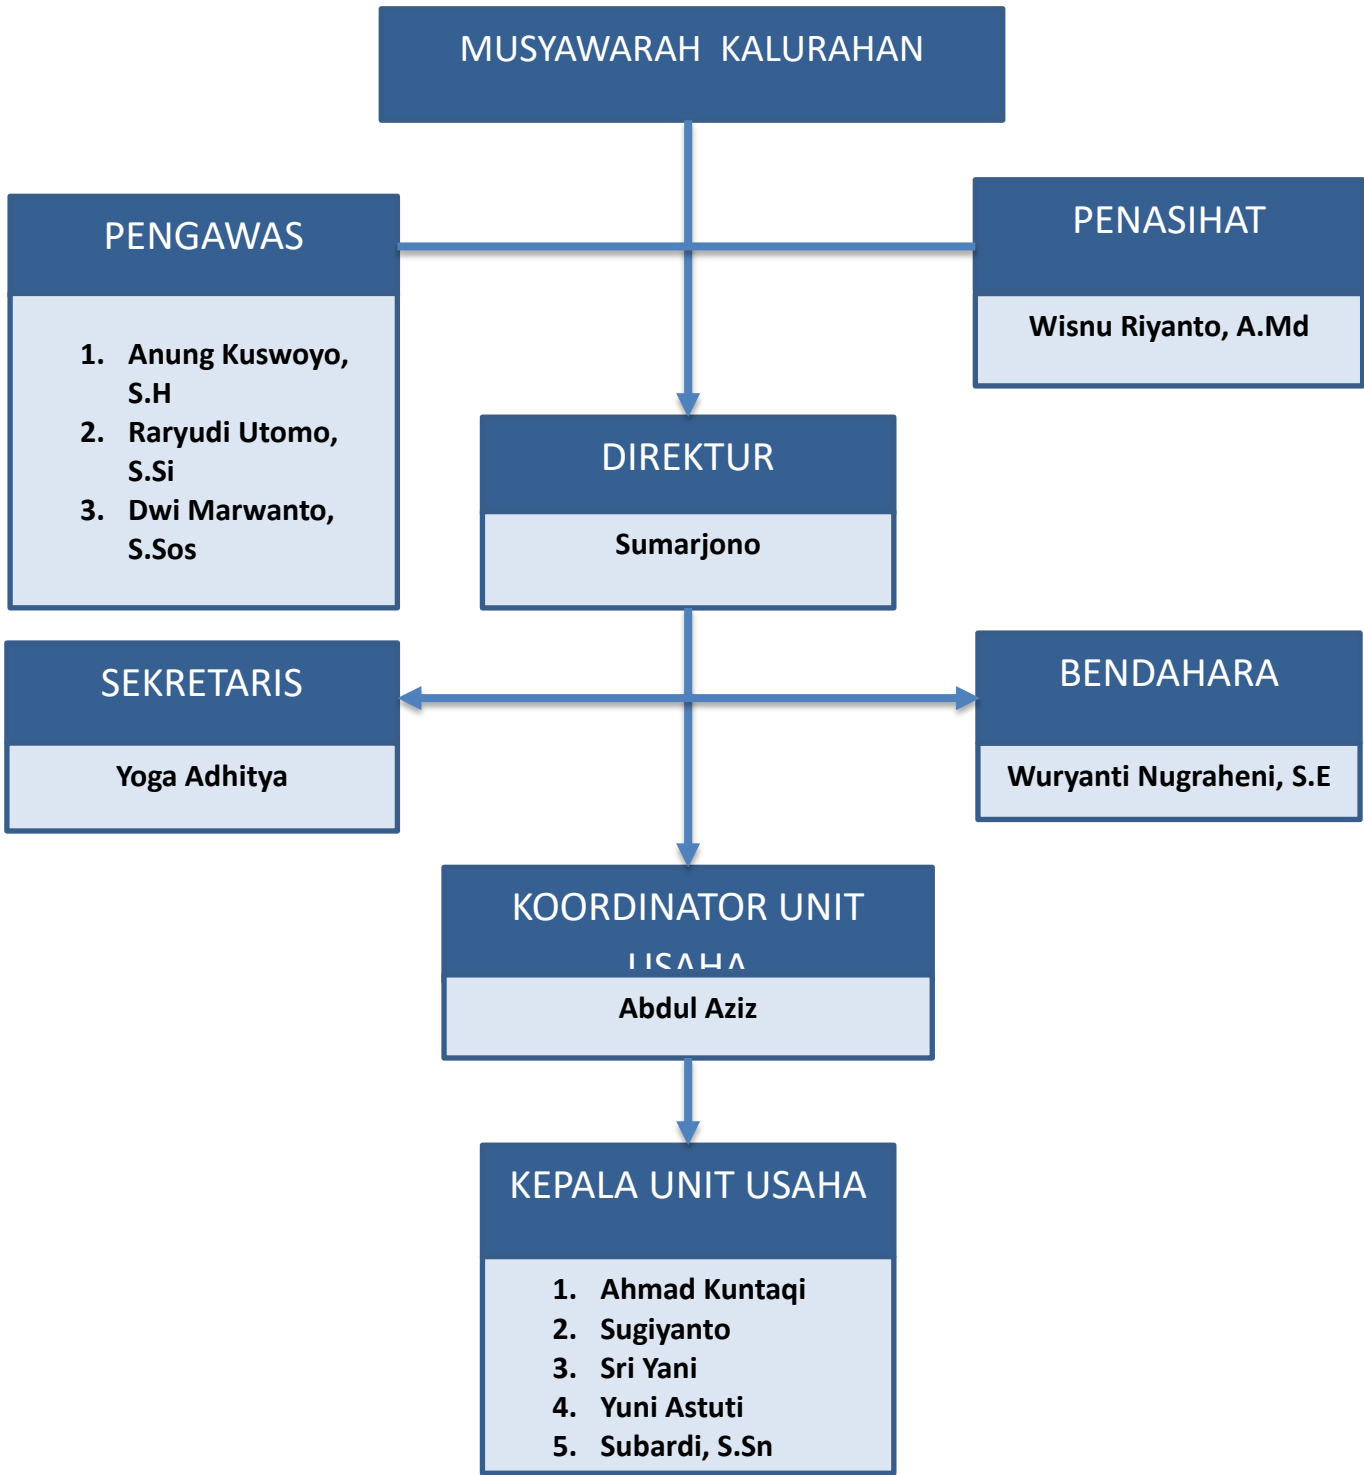 MUSYAWARAH KALURAHAN
PENGAWAS
1. Anung Kuswoyo,
S.H
2. Raryudi Utomo,
S.Si
3. Dwi Marwanto,
S.Sos
PENASIHAT
Wisnu Riyanto, A.Md
DIREKTUR
Sumarjono
SEKRETARIS
Yoga Adhitya
BENDAHARA
Wuryanti Nugraheni, S.E
KOORDINATOR UNIT
USAHA
Abdul Aziz
KEPALA UNIT USAHA
1. Ahmad Kuntaqi
2. Sugiyanto
3. Sri Yani
4. Yuni Astuti
5. Subardi, S.Sn